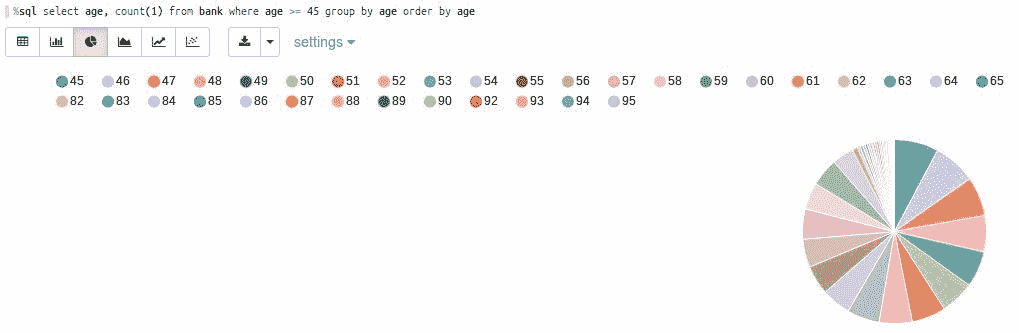 %sql select age, count(1) from bank where age >= 45 group by age order by age
settings
45 46 47 48 49 50 51 52 53 54 55 56 57 58 59 60 61 62 63 64 65
82 83 84 85 86 87 88 89 90 92 93 94 95